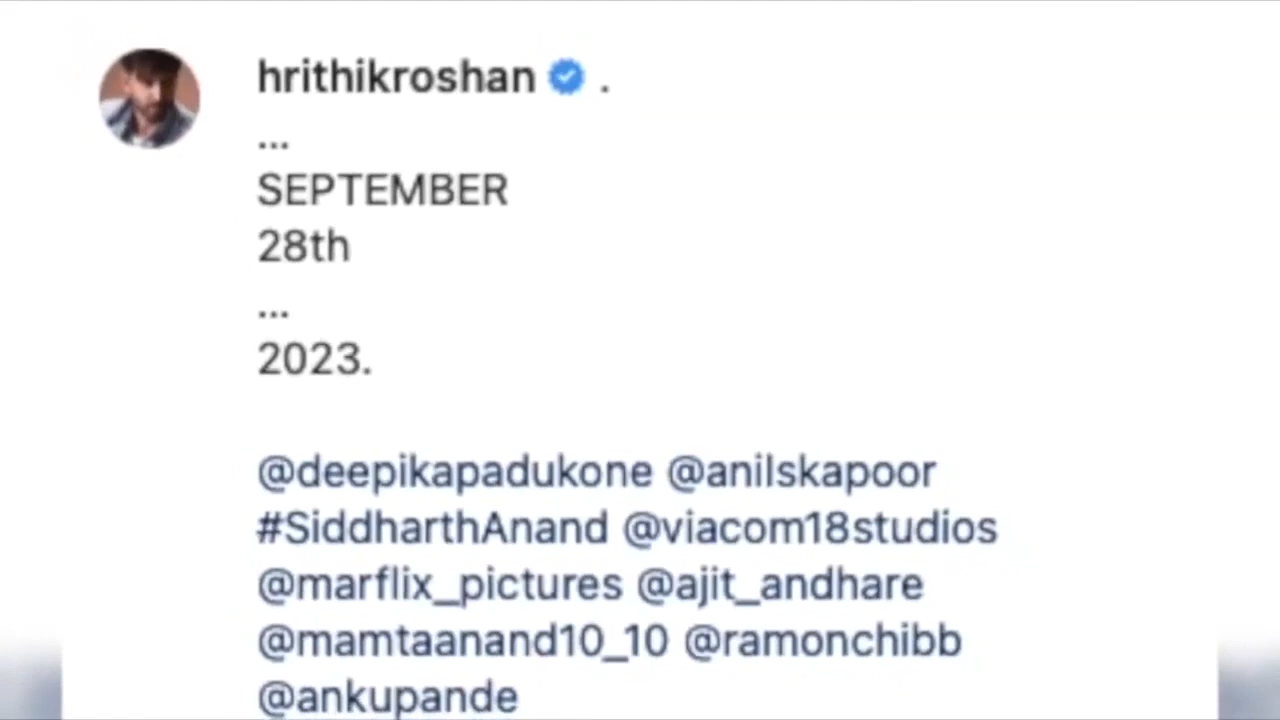 hrithikroshan .
...
SEPTEMBER
28th
...
2023.
@deepikapadukone @anilskapoor
#SiddharthAnand @viacom18studios
@marflix_pictures @ajit_andhare
@mamtaanand10_10 @ramonchibb
@ankupande